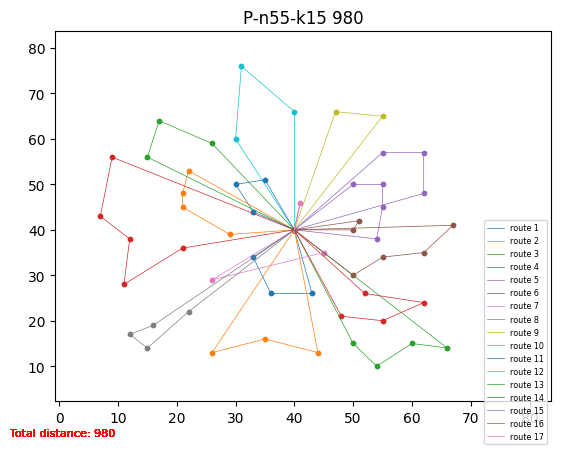 P-n55-k15 980
80
70
60
50
40
30
20
10
0
10
20
30
40
50
60
70
80
route 1
route 2
route 3
route 4
route 5
route 6
route 7
route 8
route 9
route 10
route 11
route 12
route 13
route 14
route 15
route 16
route 17
Total distance: 980